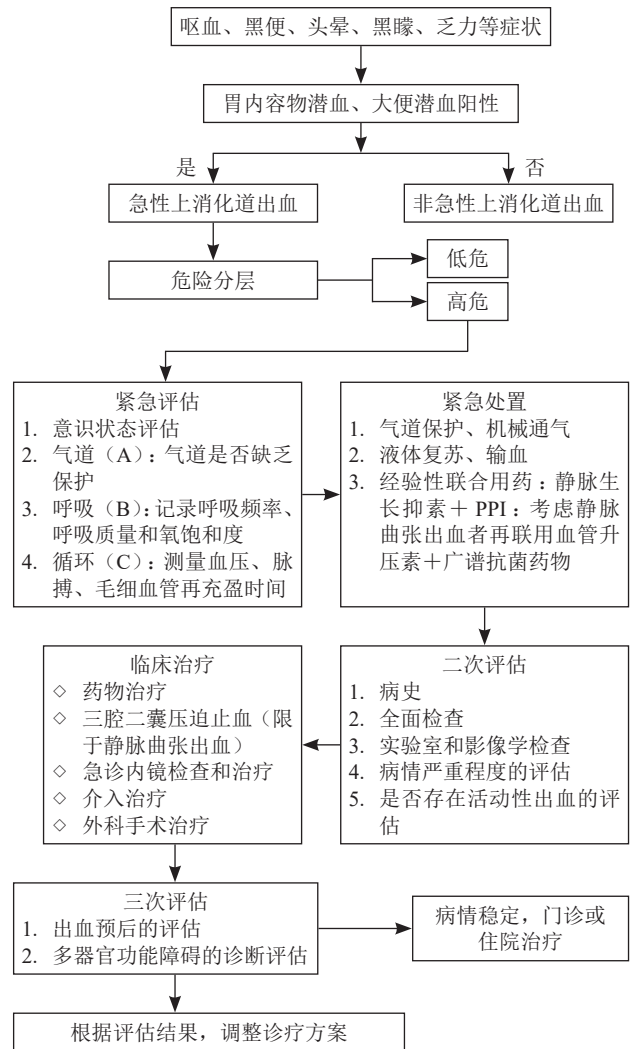 呕血、黑便、头晕、黑矇、乏力等症状
胃内容物潜血、大便潜血阳性
是
否
急性上消化道出血
非急性上消化道出血
危险分层
低危
高危
紧急评估
1. 意识状态评估
2. 气道（A）：气道是否缺乏
保护
3. 呼吸（B）：记录呼吸频率、
呼吸质量和氧饱和度
4. 循环（C）：测量血压、脉
搏、毛细血管再充盈时间
紧急处置
1. 气道保护、机械通气
2. 液体复苏、输血
3. 经验性联合用药：静脉生
长抑素＋PPI：考虑静脉
曲张出血者再联用血管升
压素＋广谱抗菌药物
临床治疗
◇ 药物治疗
◇ 三腔二囊压迫止血（限
于静脉曲张出血）
◇ 急诊内镜检查和治疗
◇ 介入治疗
◇ 外科手术治疗
二次评估
1. 病史
2. 全面检查
3. 实验室和影像学检查
4. 病情严重程度的评估
5. 是否存在活动性出血的评
估
三次评估
1. 出血预后的评估
2. 多器官功能障碍的诊断评估
病情稳定，门诊或
住院治疗
根据评估结果，调整诊疗方案